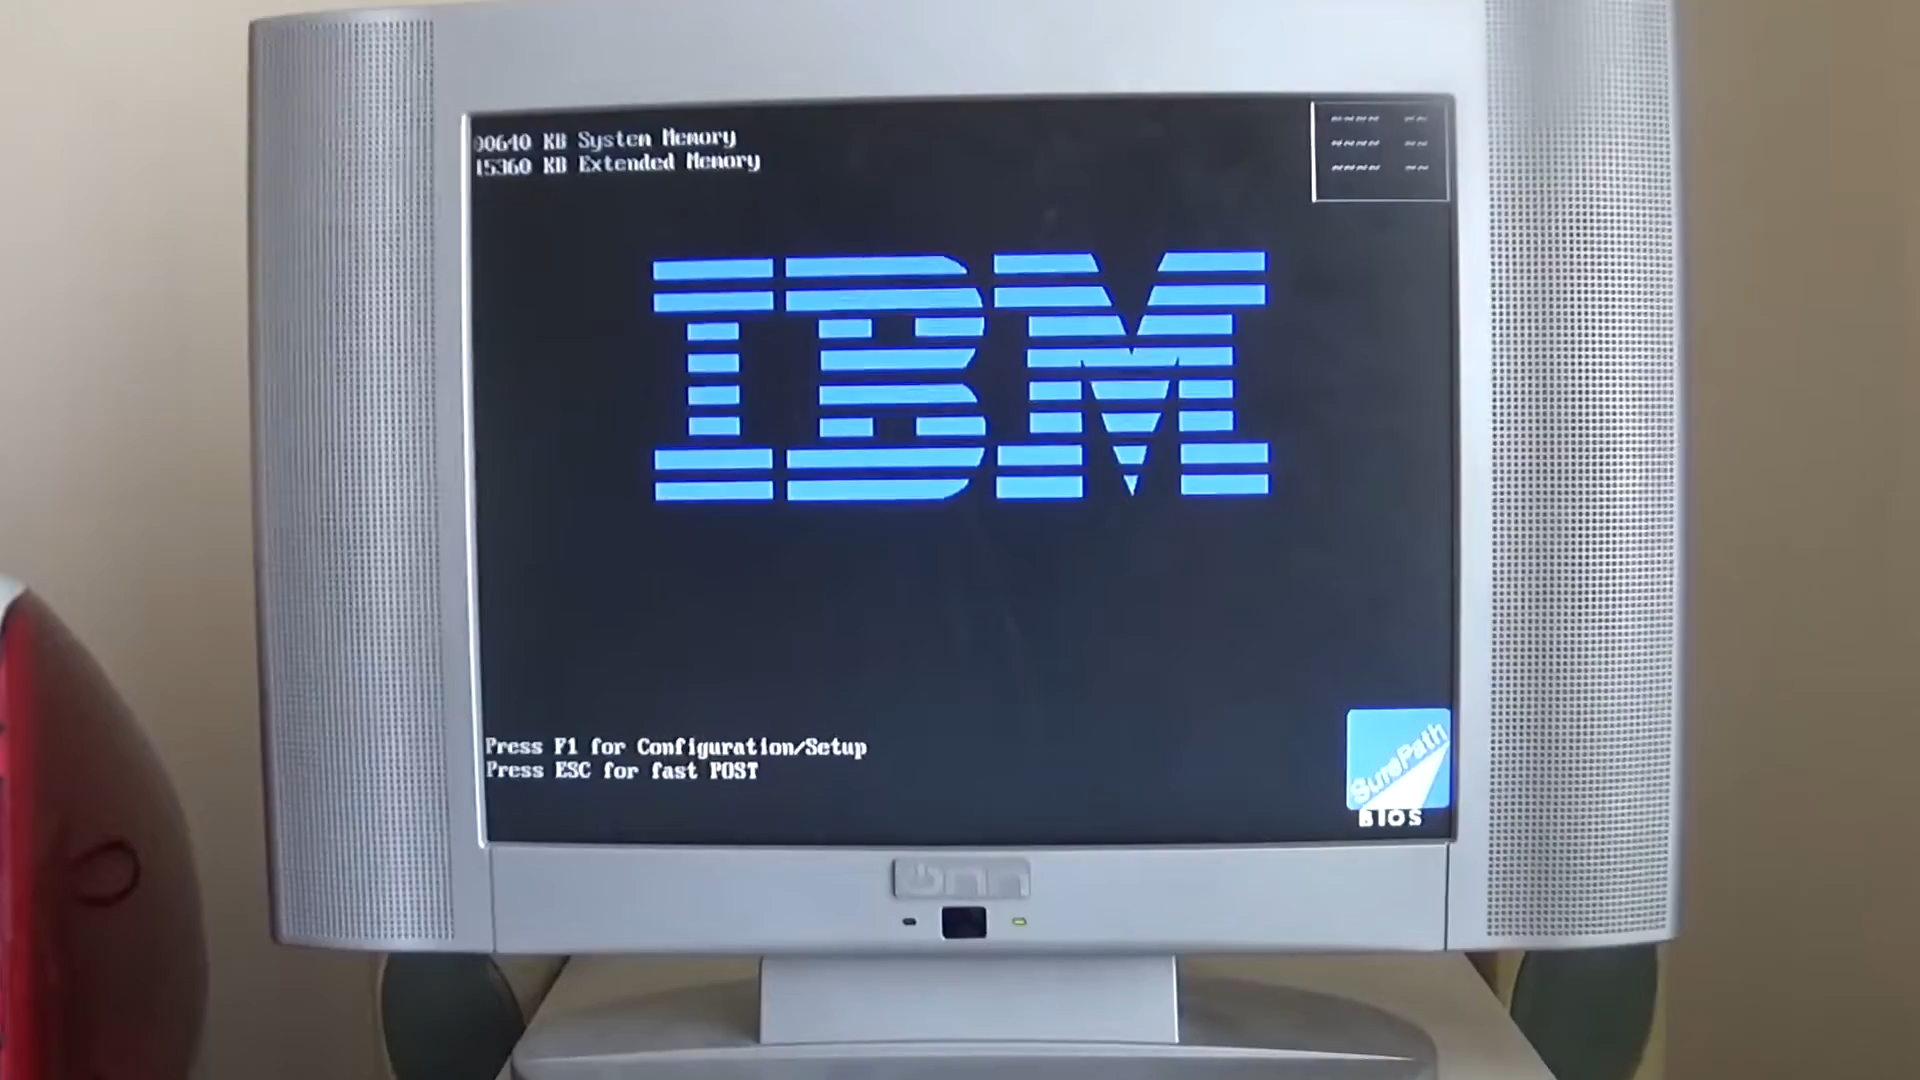 00640 KB System Memory
15360 KB Extended Memory
~~~~ ~~
~~~~ ~~
~~~~ ~~
IBM
Press F1 for Configuration/Setup
Press ESC for fast POST
SurePath
BIOS
onn